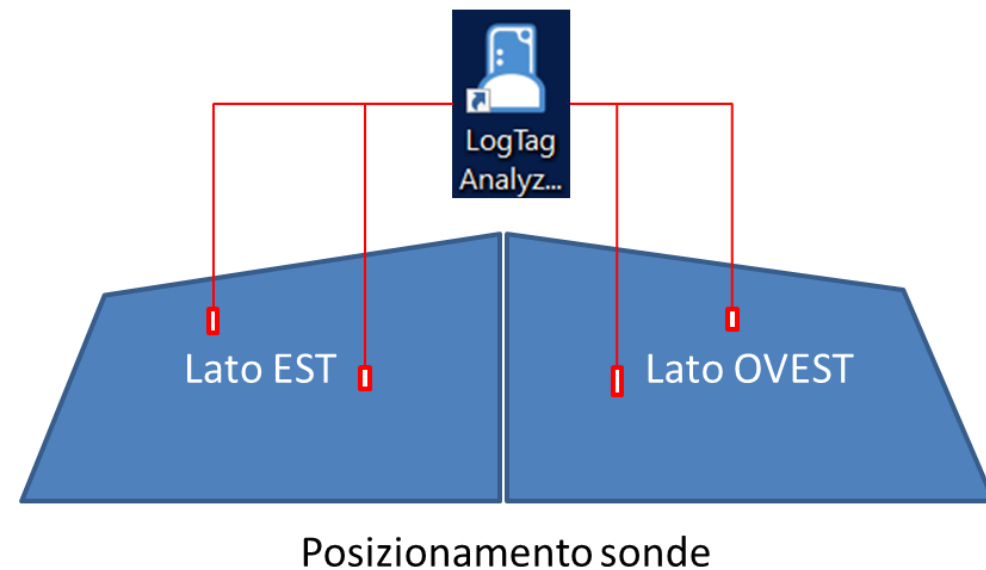 LogTag
Analyz...
Lato EST
Lato OVEST
Posizionamento sonde